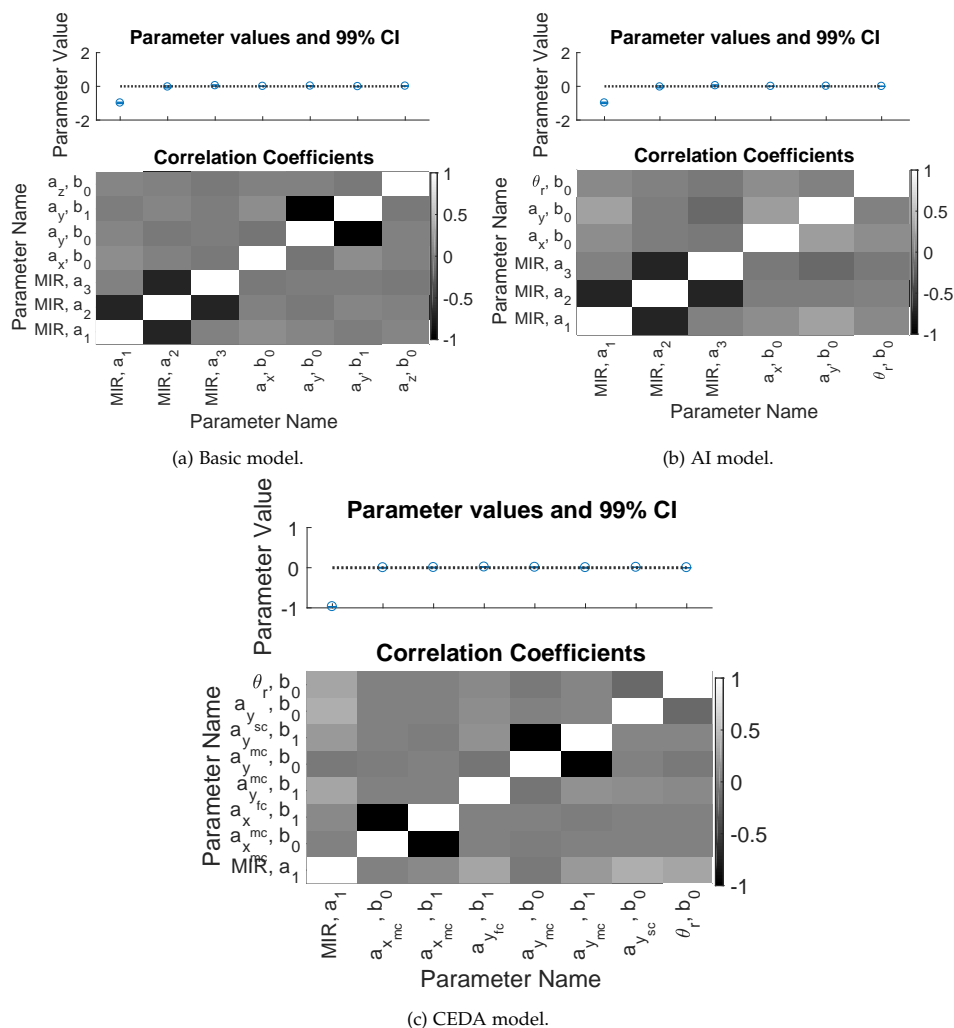 Parameter values and 99% CI
Parameter Value
2
0
-2
Correlation Coefficients
Parameter Name
a_z, b_0
a_y, b_1
a_y, b_0
a_x, b_0
MIR, a_3
MIR, a_2
MIR, a_1
1
0.5
0
-0.5
-1
MIR, a_1
MIR, a_2
MIR, a_3
a_x, b_0
a_y, b_0
a_y, b_1
a_z, b_0
Parameter Name
(a) Basic model.
Parameter values and 99% CI
Parameter Value
2
0
-2
Correlation Coefficients
Parameter Name
θ_r, b_0
a_y, b_0
a_x, b_0
MIR, a_3
MIR, a_2
MIR, a_1
1
0.5
0
-0.5
-1
MIR, a_1
MIR, a_2
MIR, a_3
a_x, b_0
a_y, b_0
θ_r, b_0
Parameter Name
(b) AI model.
Parameter values and 99% CI
Parameter Value
1
0
-1
Correlation Coefficients
Parameter Name
θ_r, b_0
a_y_sc, b_0
a_y_mc, b_1
a_y_mc, b_0
a_y_fc, b_1
a_x_mc, b_1
a_x_mc, b_0
MIR, a_1
1
0.5
0
-0.5
-1
MIR, a_1
a_x_mc, b_0
a_x_mc, b_1
a_y_fc, b_1
a_y_mc, b_0
a_y_mc, b_1
a_y_sc, b_0
θ_r, b_0
Parameter Name
(c) CEDA model.